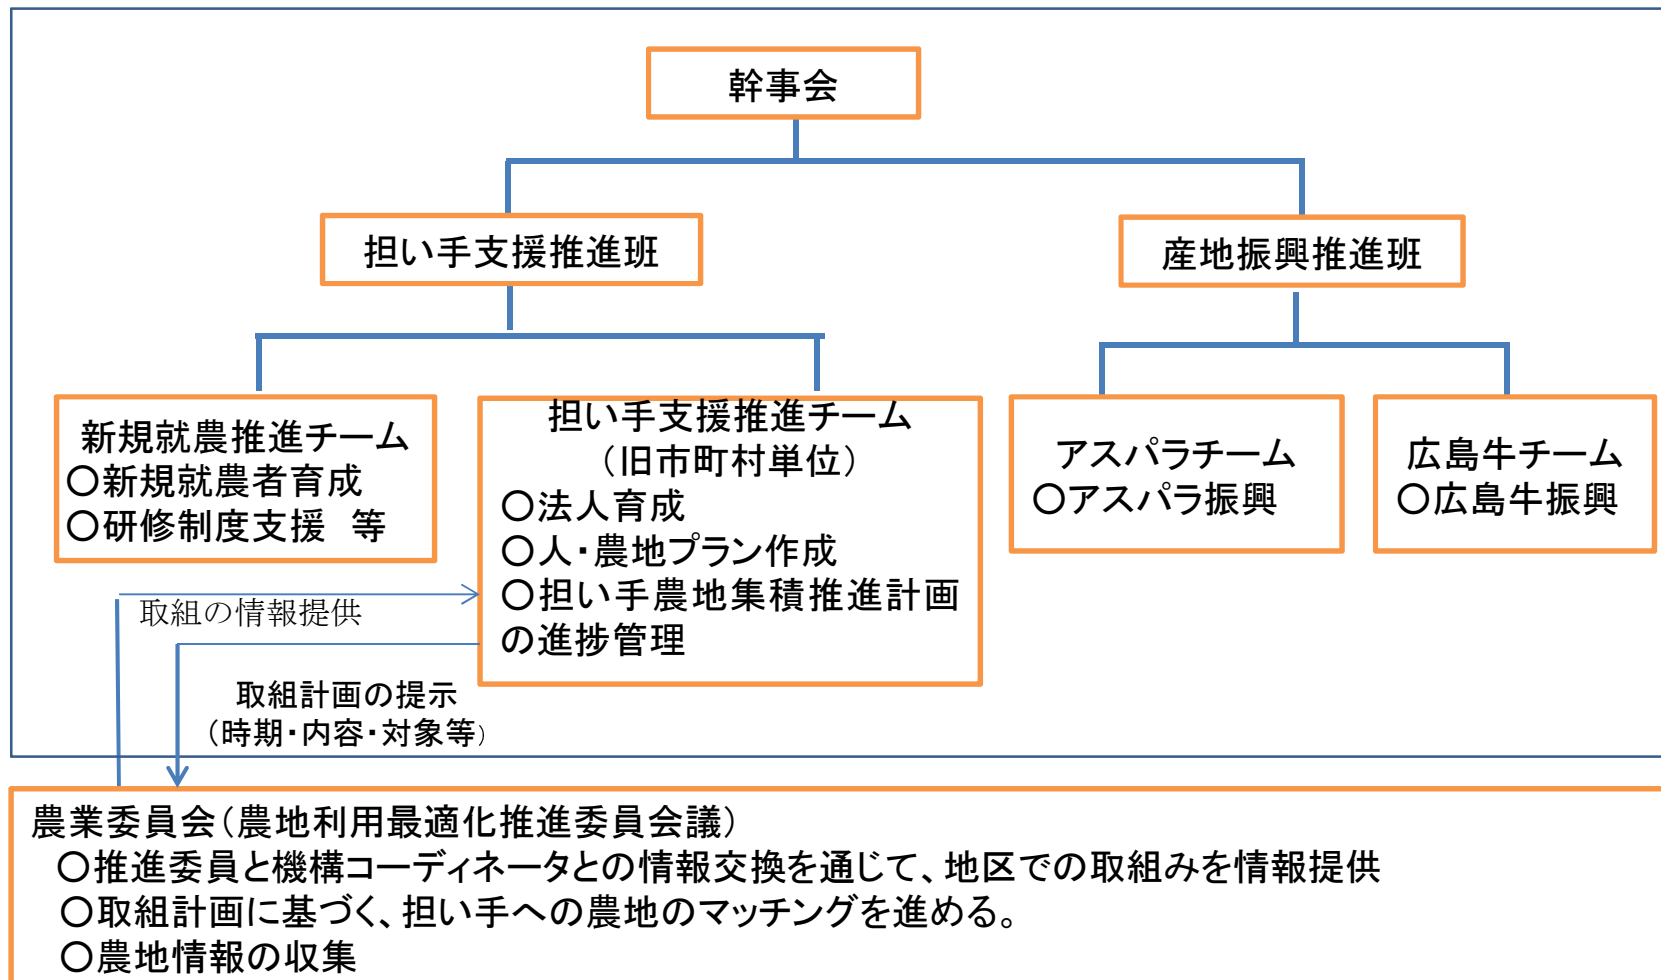 幹事会
担い手支援推進班
産地振興推進班
新規就農推進チーム
〇新規就農者育成
〇研修制度支援　等
担い手支援推進チーム
（旧市町村単位）
〇法人育成
〇人・農地プラン作成
〇担い手農地集積推進計画
の進捗管理
アスパラチーム
〇アスパラ振興
広島牛チーム
〇広島牛振興
取組の情報提供
取組計画の提示
（時期・内容・対象等）
農業委員会（農地利用最適化推進委員会議）
〇推進委員と機構コーディネータとの情報交換を通じて、地区での取組みを情報提供
〇取組計画に基づく、担い手への農地のマッチングを進める。
〇農地情報の収集